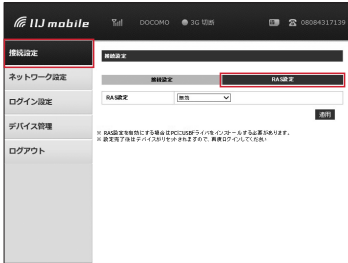 IIJ mobile
DOCOMO
3G 切断
08084317139
接続設定
ネットワーク設定
ログイン設定
デバイス管理
ログアウト
接続設定
接続設定
RAS設定
RAS設定
無効
適用
※ RAS設定を無効にする場合はPCにUSBドライバをインストールする必要があります。
※ 設定完了後はデバイスがリセットされますので、再度ログインしてください